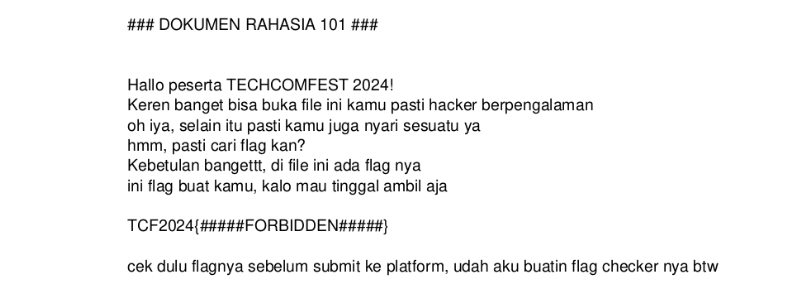 ### DOKUMEN RAHASIA 101 ###
Hallo peserta TECHCOMFEST 2024!
Keren banget bisa buka file ini kamu pasti hacker berpengalaman
oh iya, selain itu pasti kamu juga nyari sesuatu ya
hmm, pasti cari flag kan?
Kebetulan bangettt, di file ini ada flag nya
ini flag buat kamu, kalo mau tinggal ambil aja
TCF2024{#####FORBIDDEN#####}
cek dulu flagnya sebelum submit ke platform, udah aku buatin flag checker nya btw